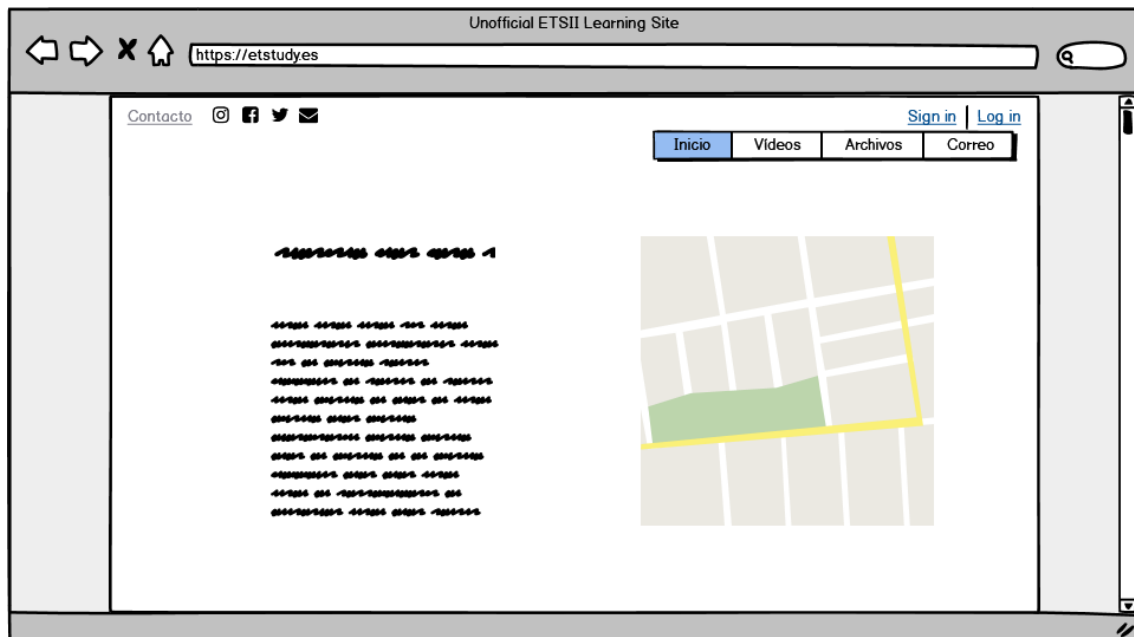 Unofficial ETSII Learning Site
https://etstudy.es
Contacto
Sign in | Log in
Inicio Vídeos Archivos Correo